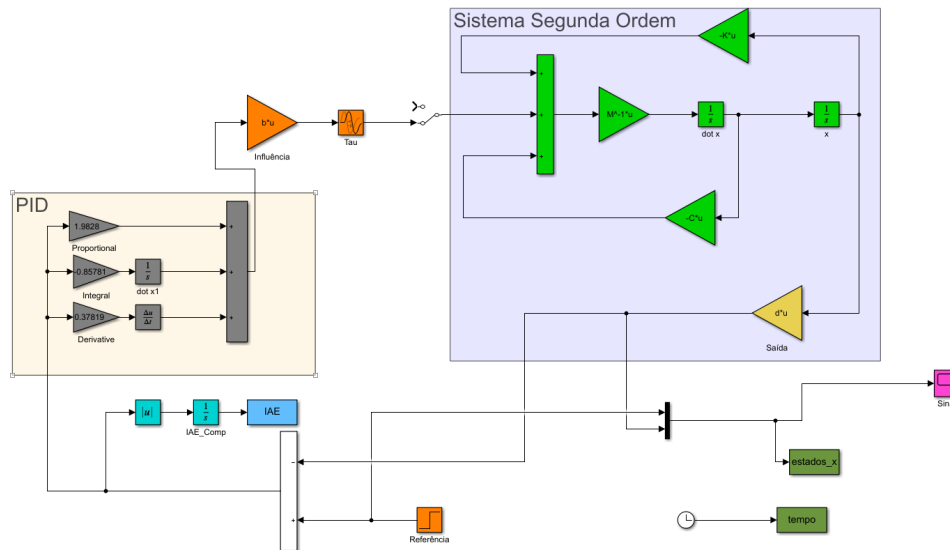 Sistema Segunda Ordem
-K*u
+
+
+
M^-1*u
1
s
dot x
1
s
x
-C*u
d*u
Saída
b*u
Influência
Tau
PID
1.9828
Proportional
-0.85781
Integral
1
s
dot x1
0.37819
Derivative
Δu
Δt
+
+
+
|u|
1
s
IAE_Comp
IAE
−
+
Referência
estados_x
tempo